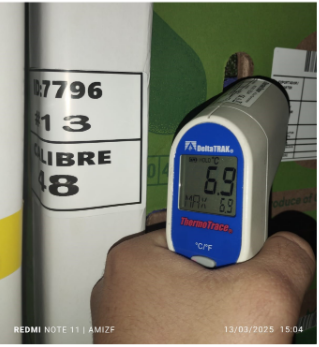 ID:7796
#13
CALIBRE
48
DeltaTRAK®
°C
6.9
MAX 6.9
ThermoTrace
°C/°F
REDMI NOTE 11 | AMIZF
13/03/2025 15:04